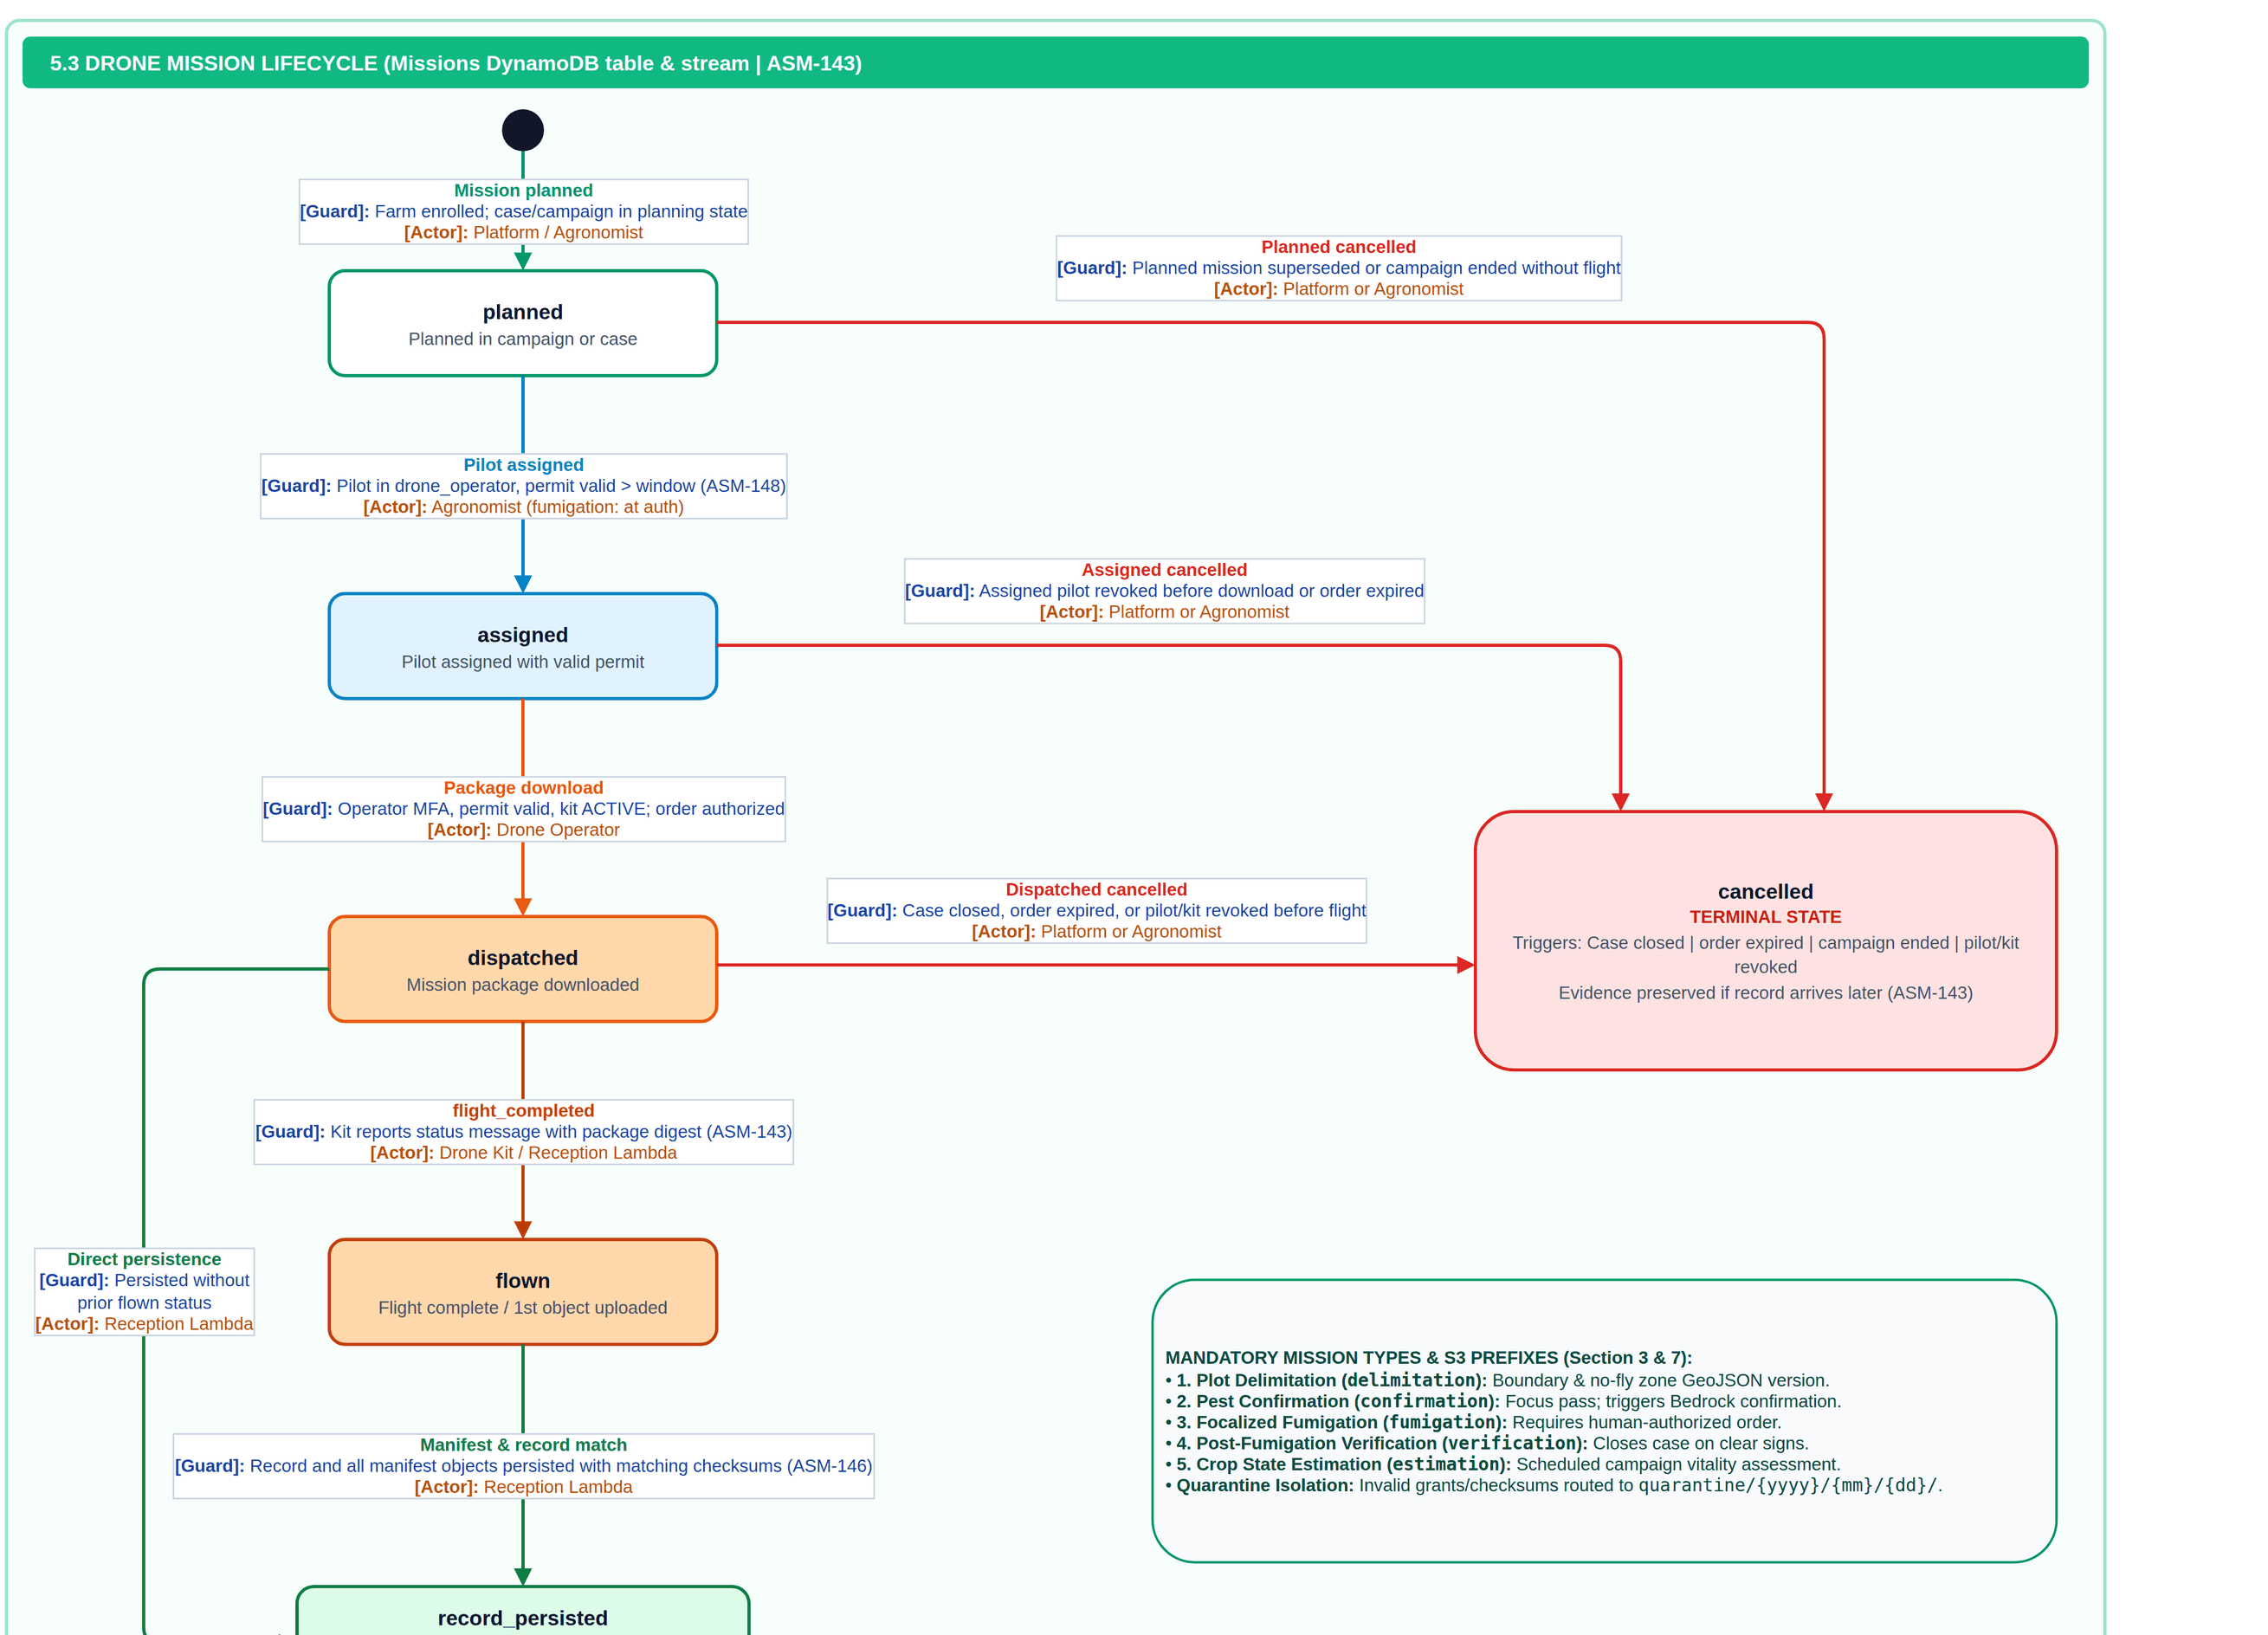 5.3 DRONE MISSION LIFECYCLE (Missions DynamoDB table & stream | ASM-143)
Mission planned
[Guard]: Farm enrolled; case/campaign in planning state
[Actor]: Platform / Agronomist
Planned cancelled
[Guard]: Planned mission superseded or campaign ended without flight
[Actor]: Platform or Agronomist
planned
Planned in campaign or case
Pilot assigned
[Guard]: Pilot in drone_operator, permit valid > window (ASM-148)
[Actor]: Agronomist (fumigation: at auth)
Assigned cancelled
[Guard]: Assigned pilot revoked before download or order expired
[Actor]: Platform or Agronomist
assigned
Pilot assigned with valid permit
Package download
[Guard]: Operator MFA, permit valid, kit ACTIVE; order authorized
[Actor]: Drone Operator
Dispatched cancelled
[Guard]: Case closed, order expired, or pilot/kit revoked before flight
[Actor]: Platform or Agronomist
cancelled
TERMINAL STATE
Triggers: Case closed | order expired | campaign ended | pilot/kit
revoked
Evidence preserved if record arrives later (ASM-143)
dispatched
Mission package downloaded
flight_completed
[Guard]: Kit reports status message with package digest (ASM-143)
[Actor]: Drone Kit / Reception Lambda
Direct persistence
[Guard]: Persisted without
prior flown status
[Actor]: Reception Lambda
flown
Flight complete / 1st object uploaded
MANDATORY MISSION TYPES & S3 PREFIXES (Section 3 & 7):
• 1. Plot Delimitation (delimitation): Boundary & no-fly zone GeoJSON version.
• 2. Pest Confirmation (confirmation): Focus pass; triggers Bedrock confirmation.
• 3. Focalized Fumigation (fumigation): Requires human-authorized order.
• 4. Post-Fumigation Verification (verification): Closes case on clear signs.
• 5. Crop State Estimation (estimation): Scheduled campaign vitality assessment.
• Quarantine Isolation: Invalid grants/checksums routed to quarantine/{yyyy}/{mm}/{dd}/.
Manifest & record match
[Guard]: Record and all manifest objects persisted with matching checksums (ASM-146)
[Actor]: Reception Lambda
record_persisted